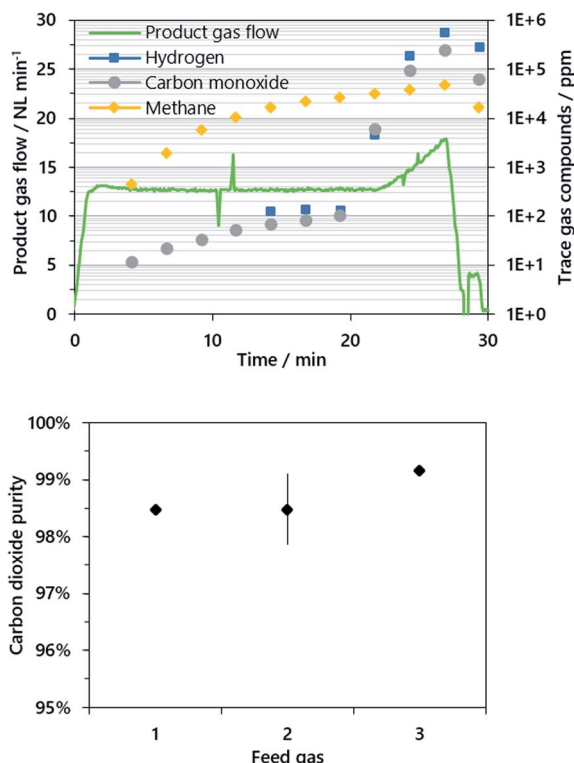 Product gas flow / NL min⁻¹
30
25
20
15
10
5
0
Product gas flow
Hydrogen
Carbon monoxide
Methane
1E+6
1E+5
1E+4
1E+3
1E+2
1E+1
1E+0
Trace gas compounds / ppm
0 10 20 30
Time / min
Carbon dioxide purity
100%
99%
98%
97%
96%
95%
1 2 3
Feed gas